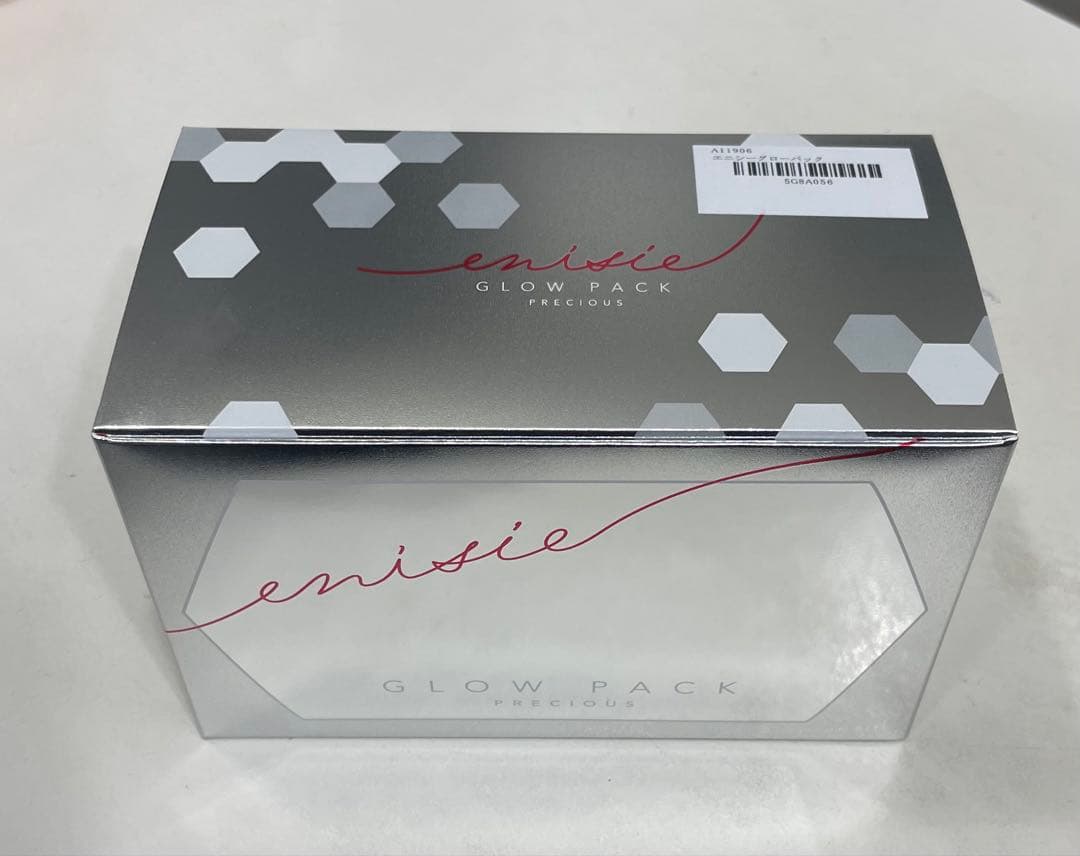 AI1906
エニシーグローパック
5G8A056
enisie
GLOW PACK
PRECIOUS
enisie
GLOW PACK
PRECIOUS